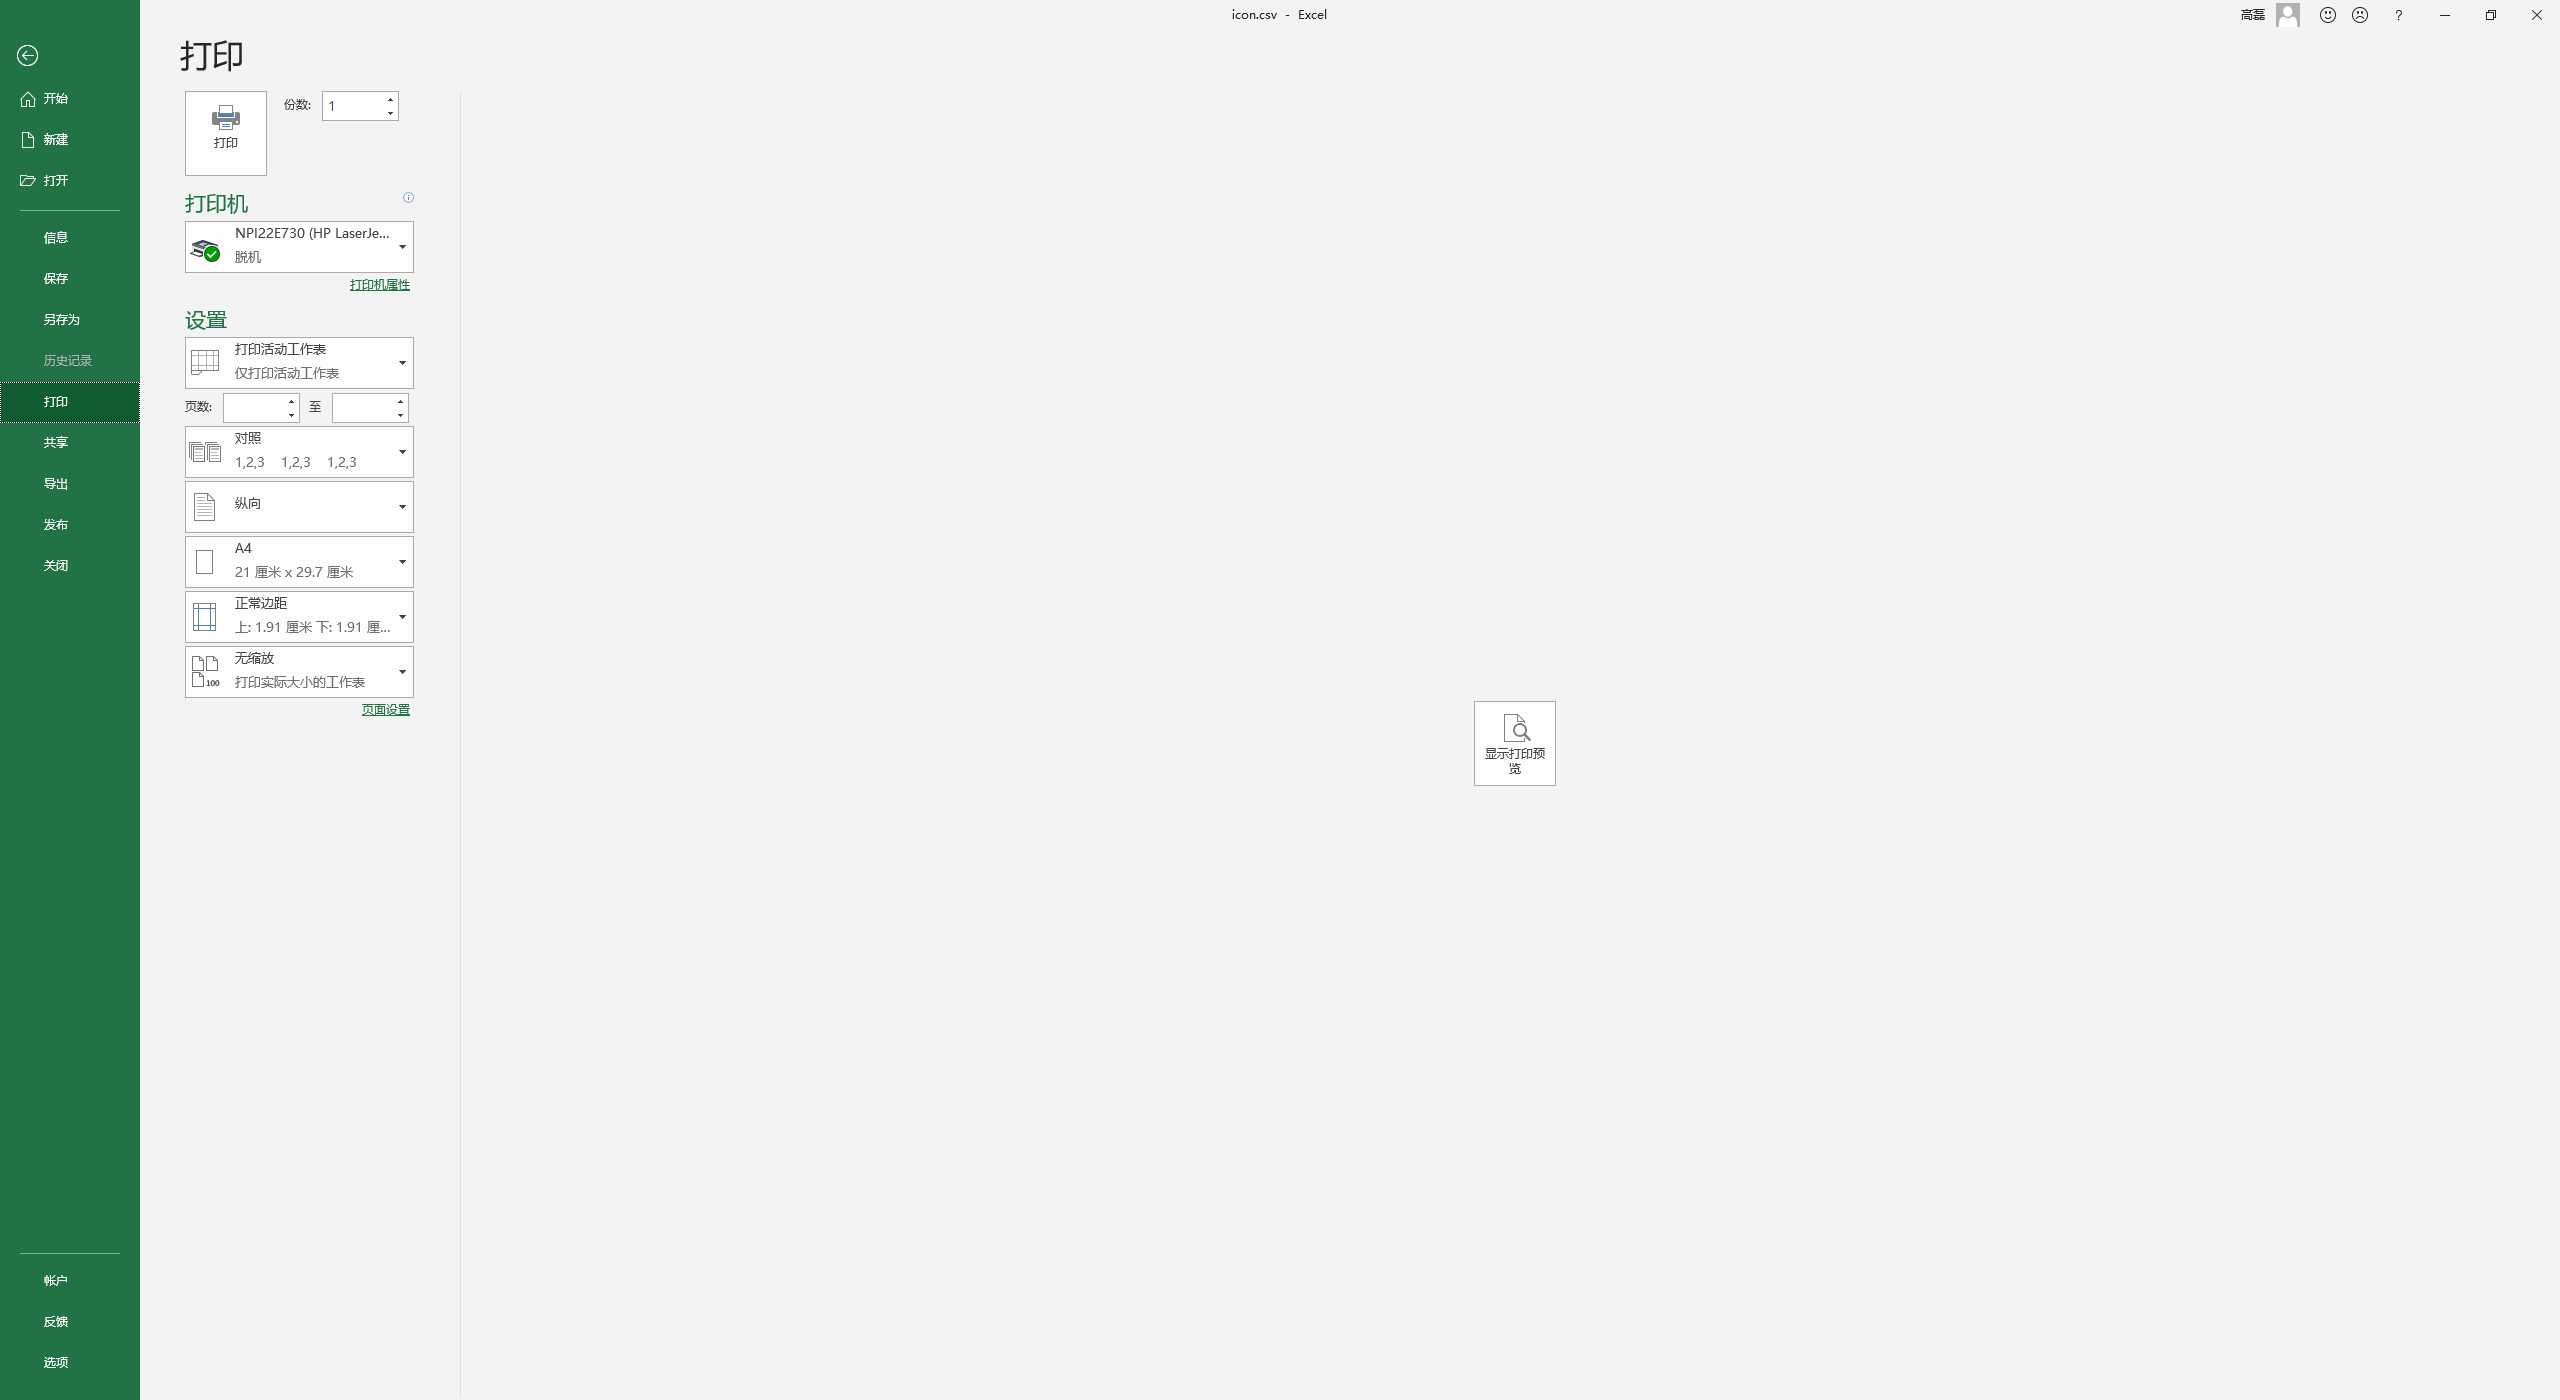 icon.csv - Excel
高磊
?
打印
开始
新建
打开
信息
保存
另存为
历史记录
打印
共享
导出
发布
关闭
帐户
反馈
选项
打印
份数:
1
打印机
NPI22E730 (HP LaserJe...
脱机
打印机属性
设置
打印活动工作表
仅打印活动工作表
页数:
至
对照
1,2,3 1,2,3 1,2,3
纵向
A4
21 厘米 x 29.7 厘米
正常边距
上: 1.91 厘米 下: 1.91 厘...
无缩放
100
打印实际大小的工作表
页面设置
显示打印预
览